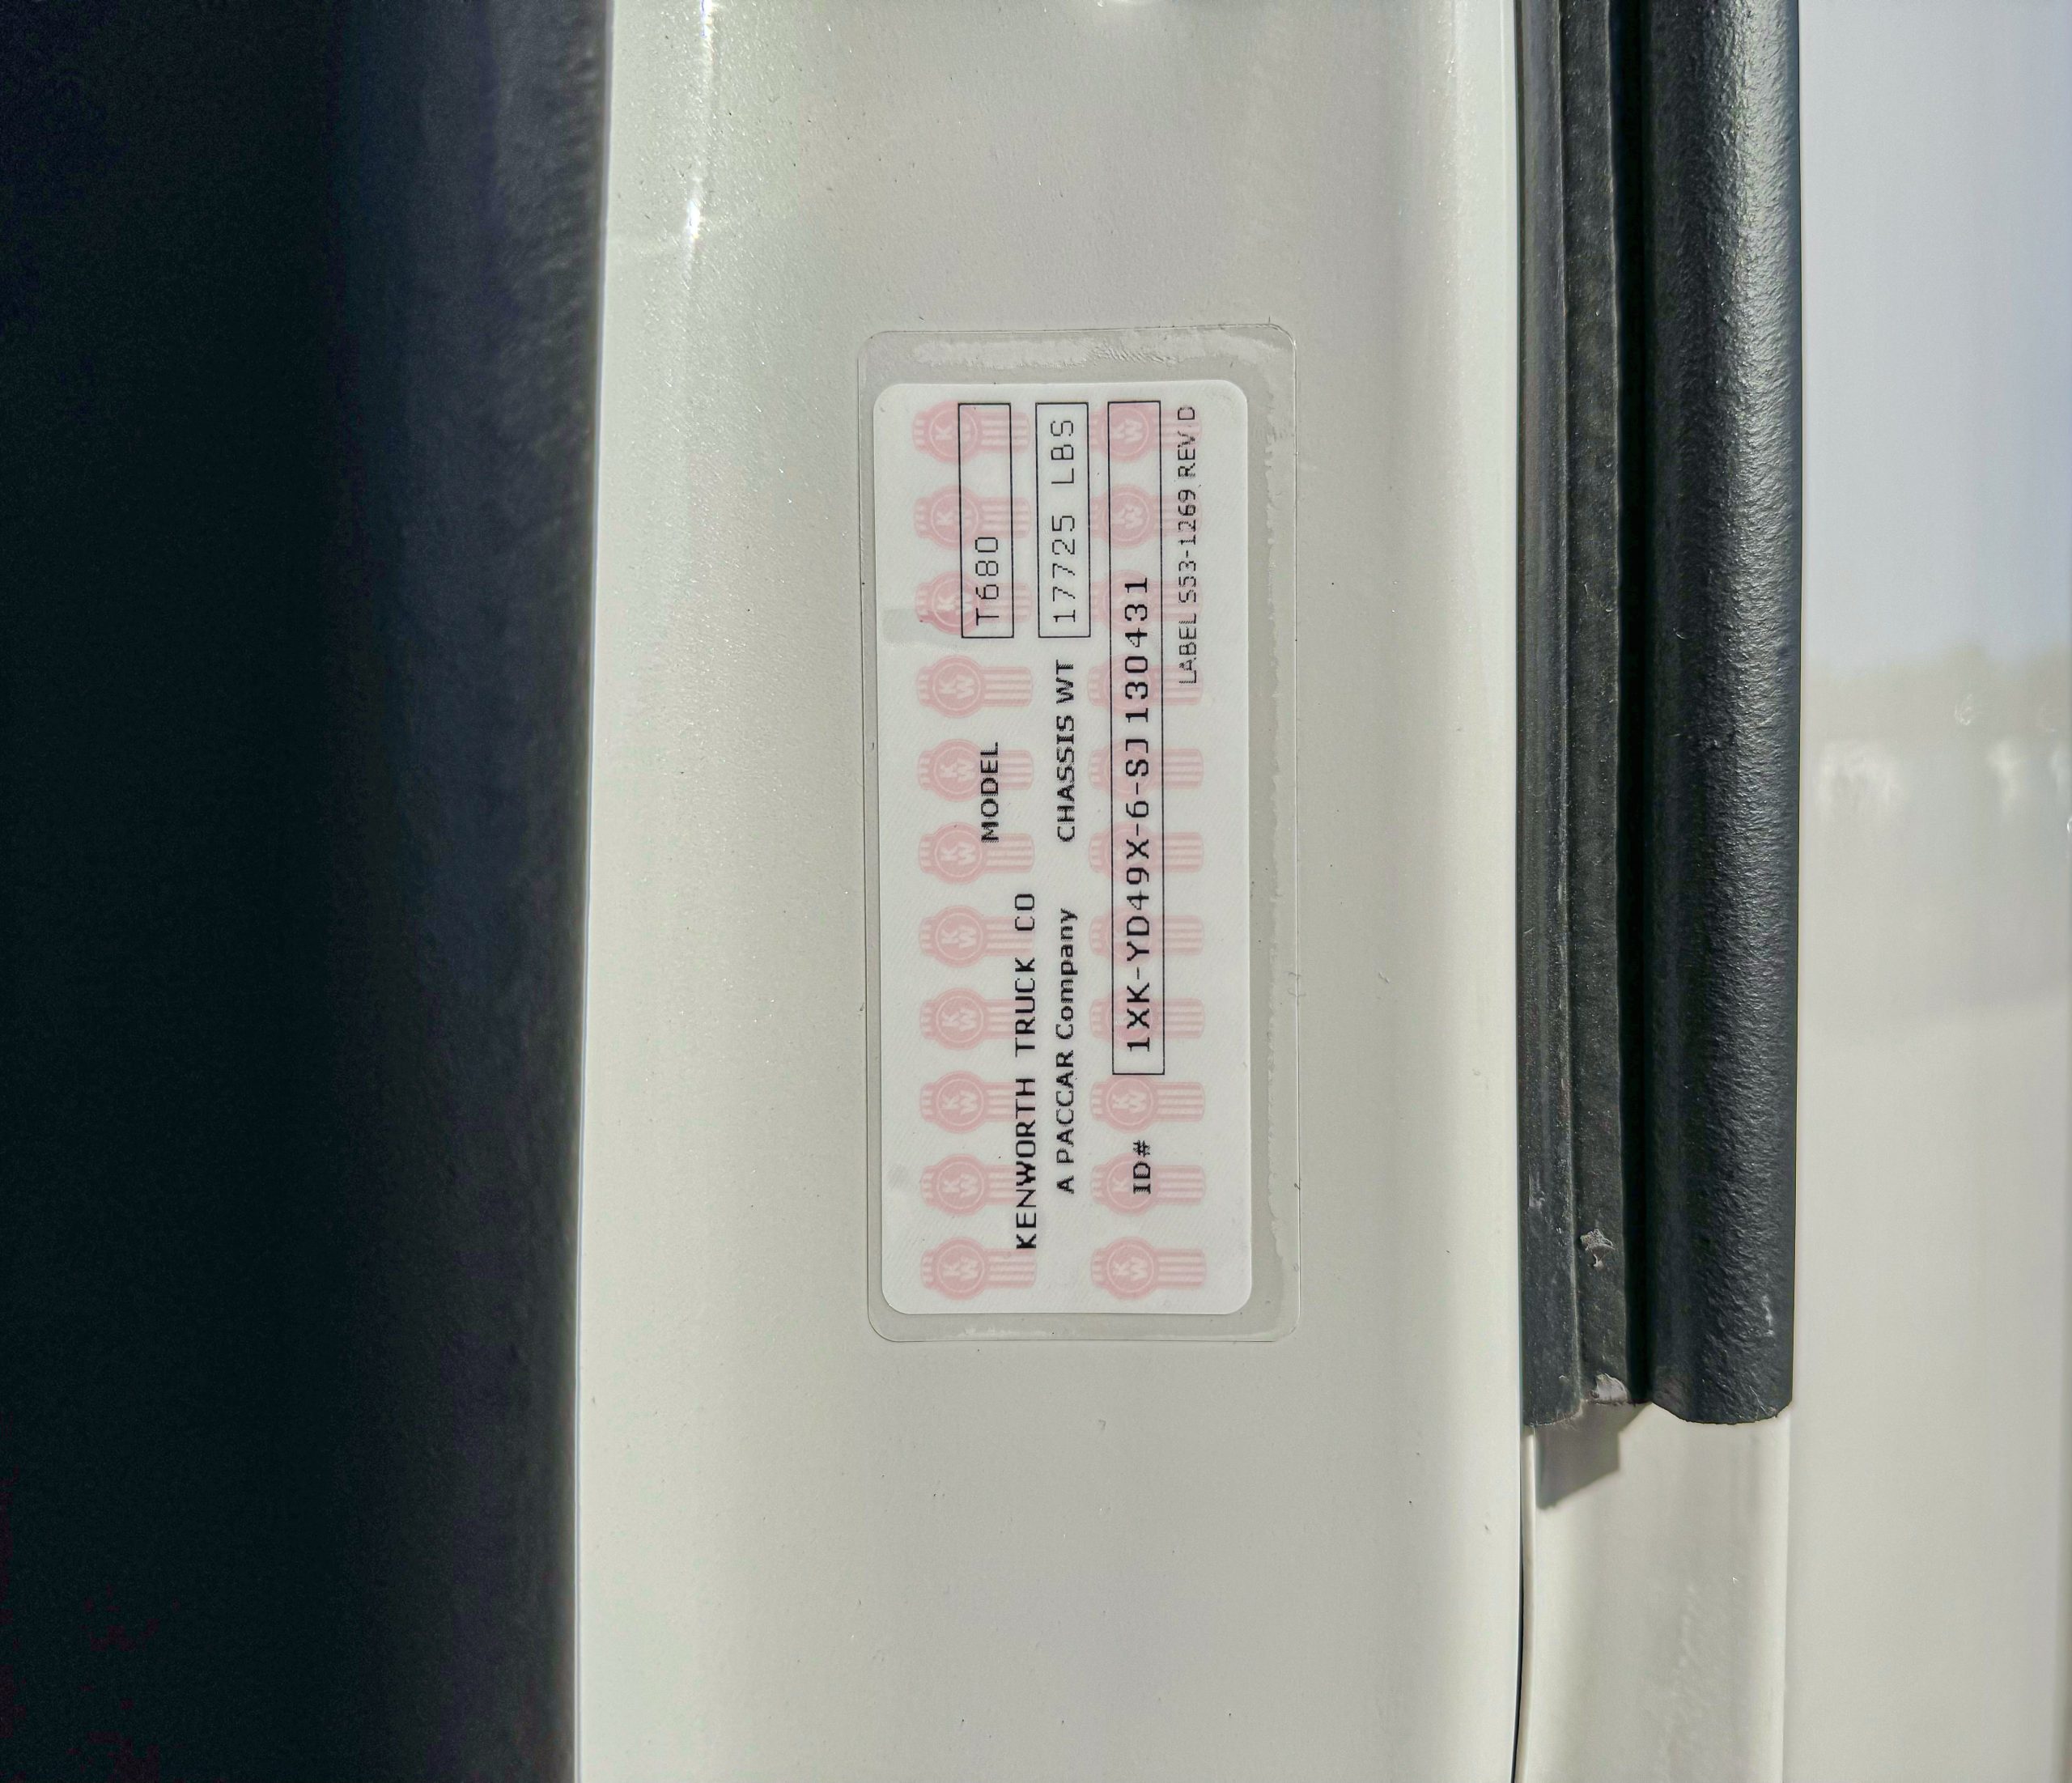 MODEL T680
KENWORTH TRUCK CO
A PACCAR Company CHASSIS WT 17725 LBS
ID# 1XK-YD49X-6-SJ130431
LABEL S53-1269 REV D